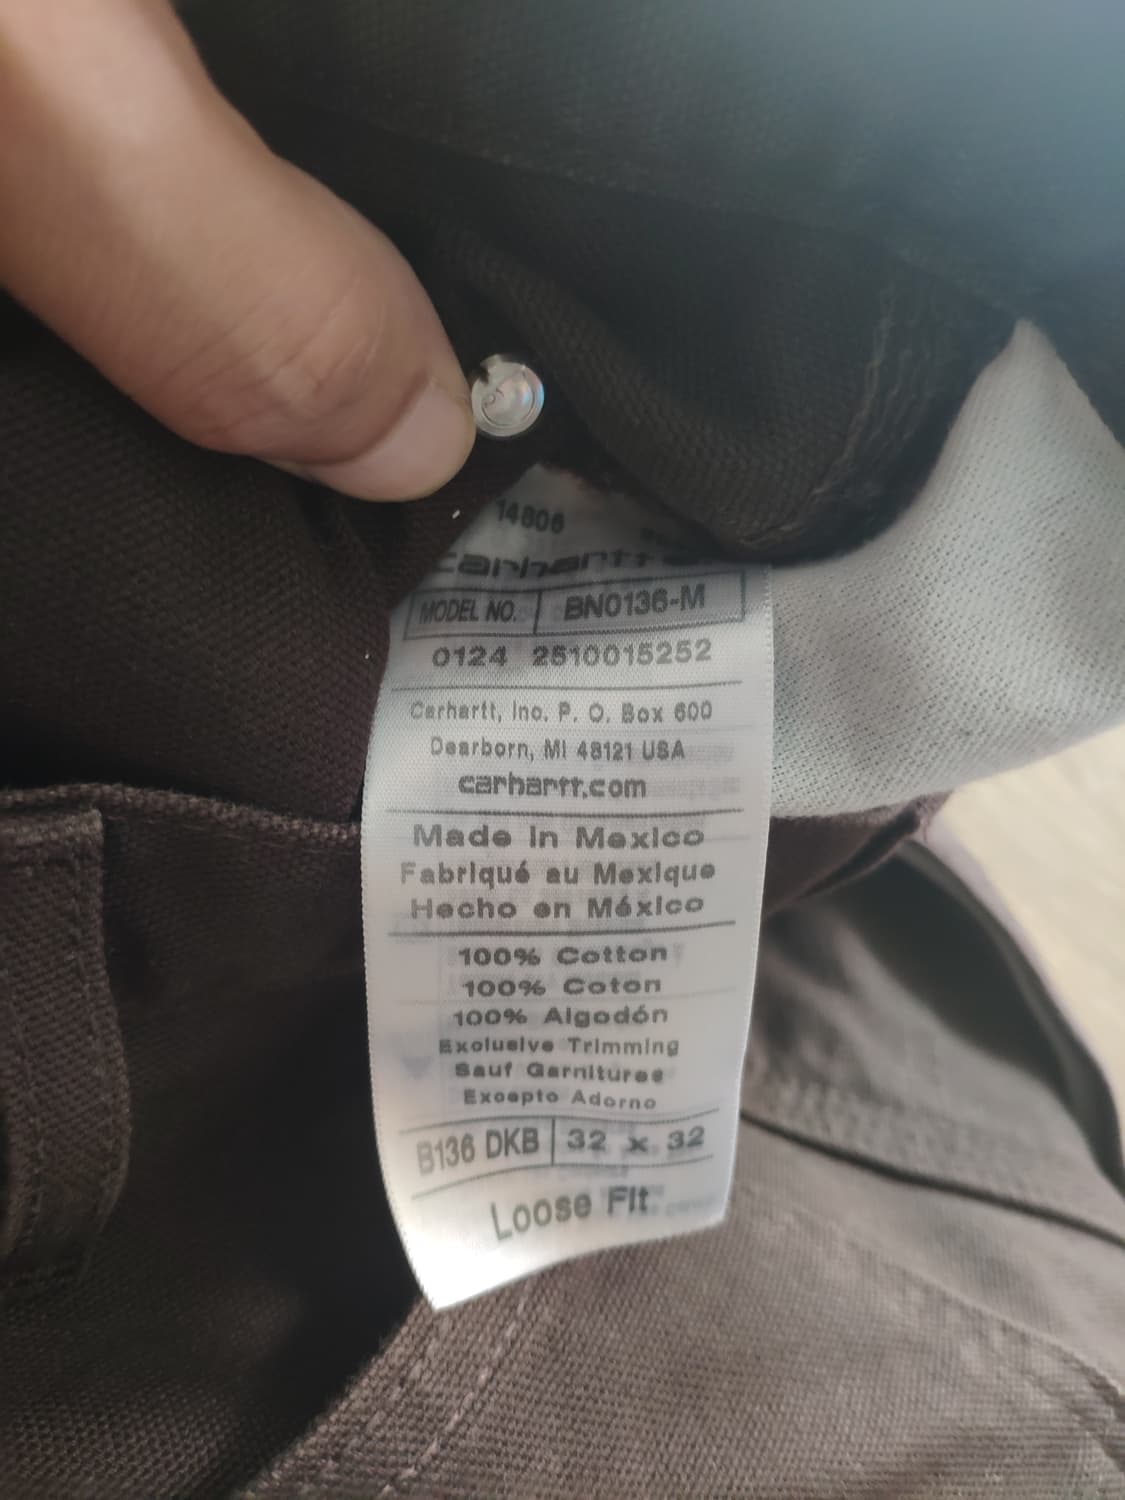 14806
carhartt
MODEL NO. BN0136-M
0124 2510015252
Carhartt, Inc. P. O. Box 600
Dearborn, MI 48121 USA
carhartt.com
Made in Mexico
Fabriqué au Mexique
Hecho en México
100% Cotton
100% Coton
100% Algodón
Exclusive Trimming
Sauf Garnitures
Excepto Adorno
B136 DKB 32 x 32
Loose Fit